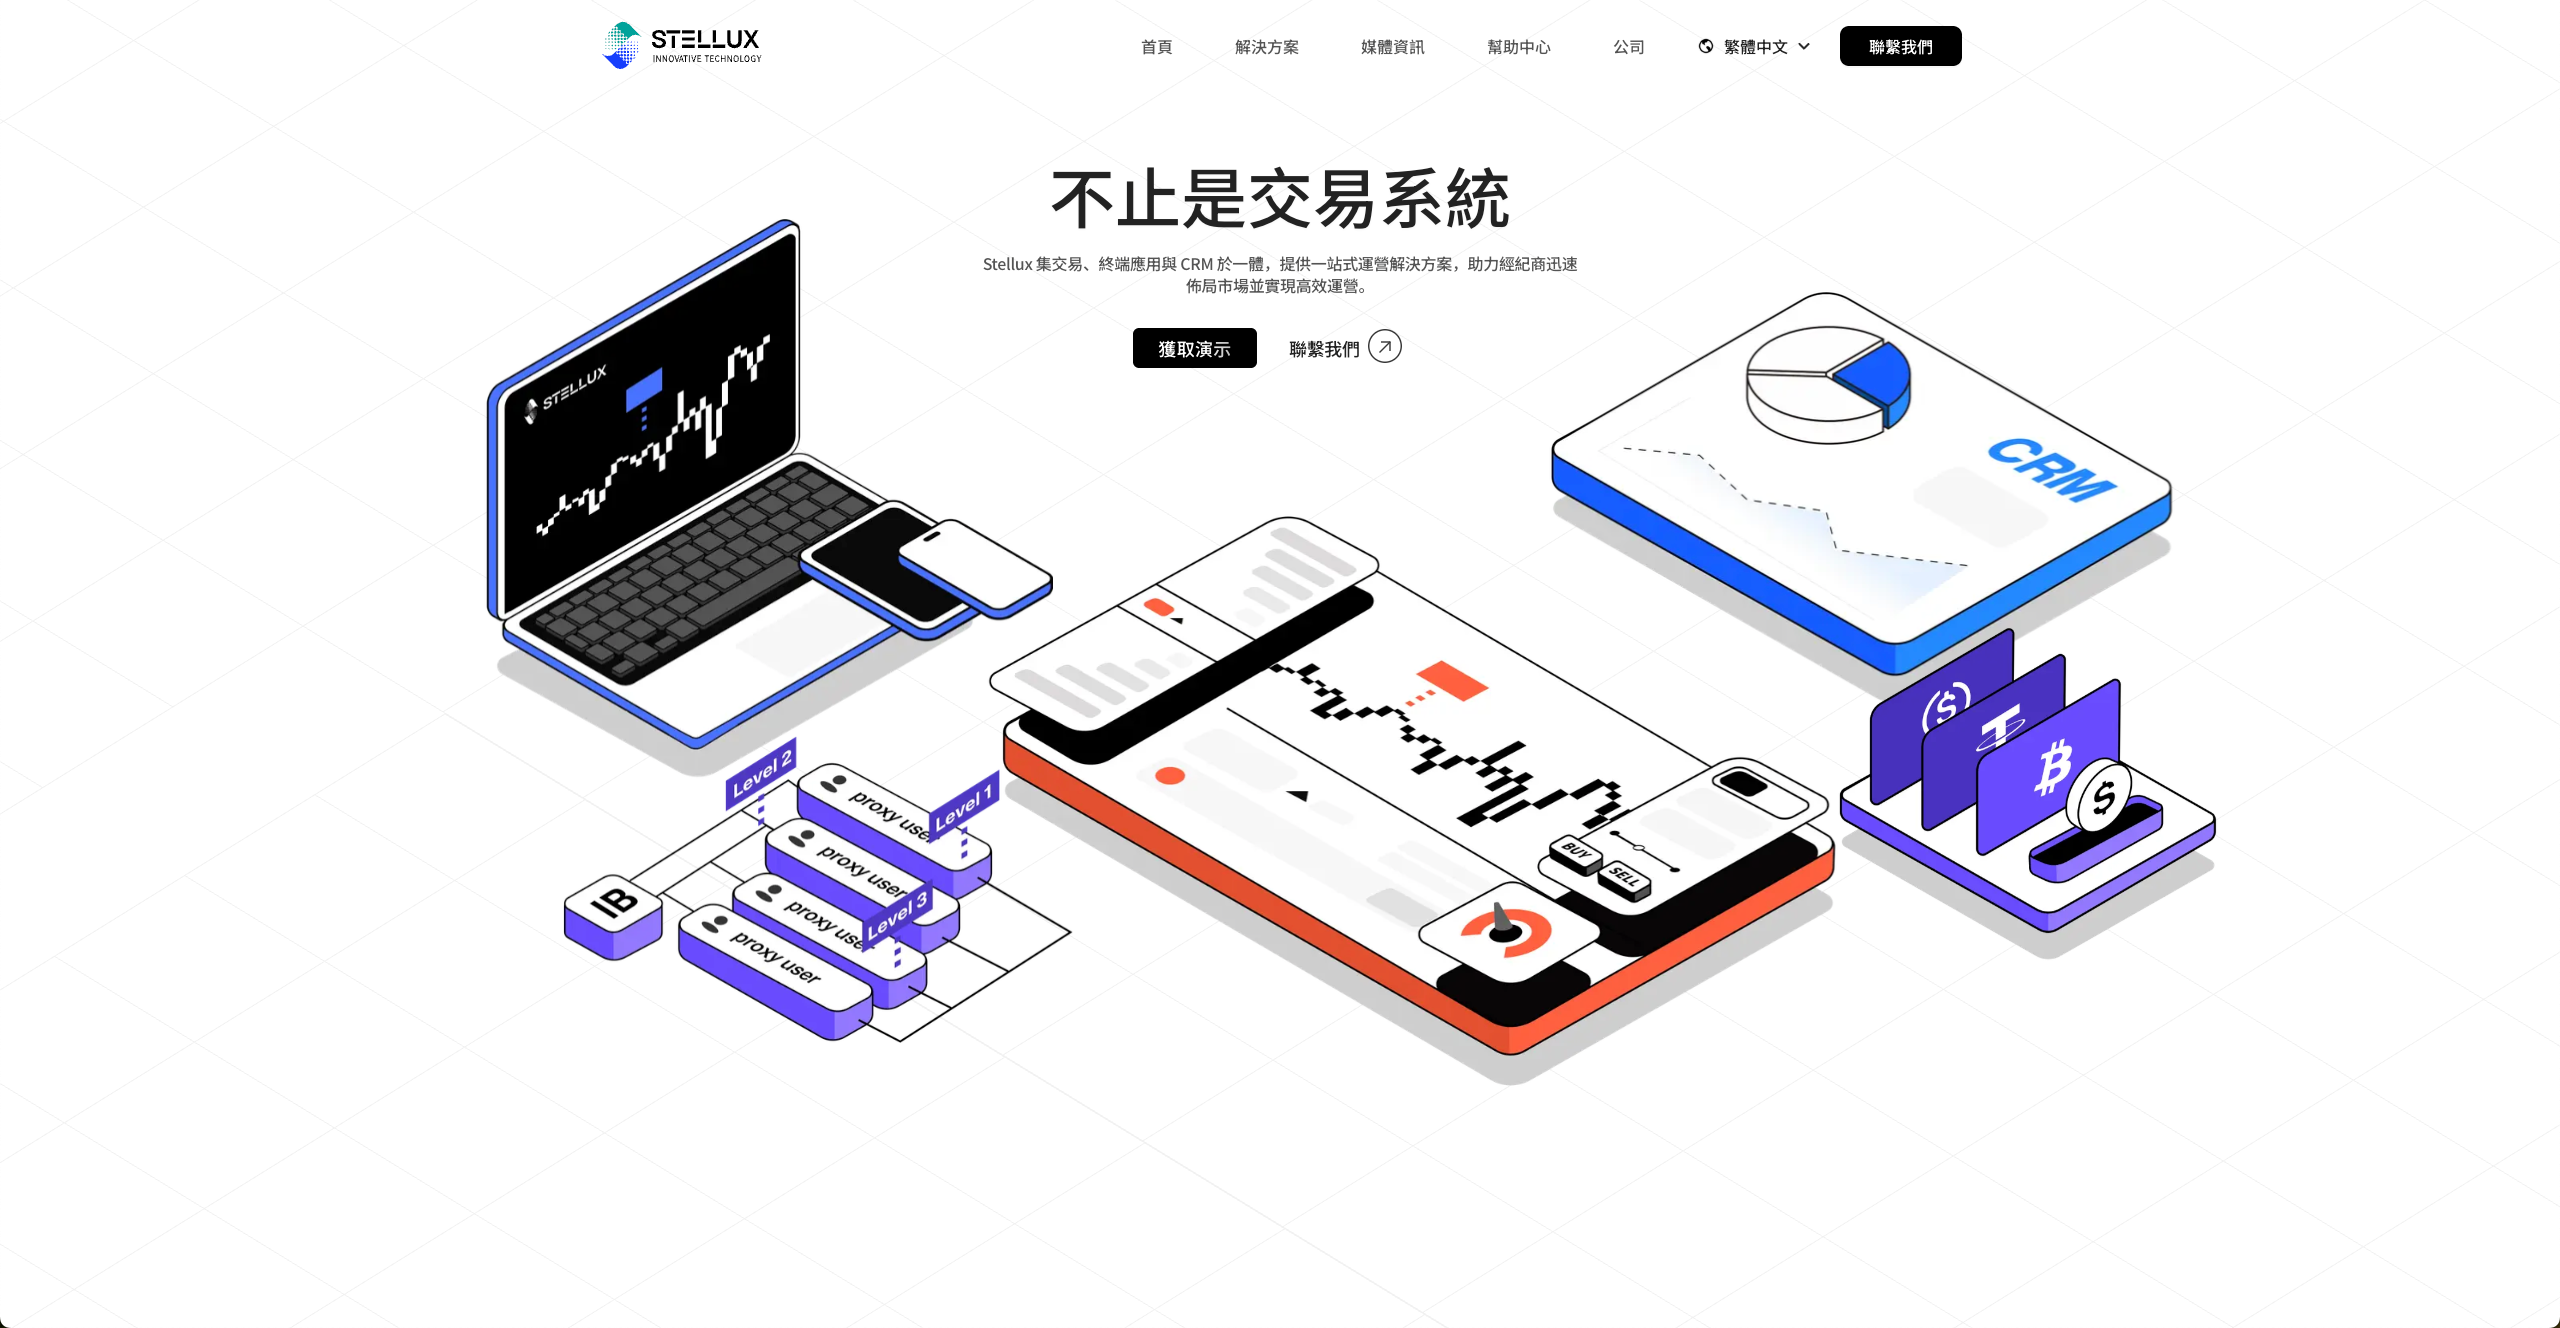 STELLUX
INNOVATIVE TECHNOLOGY
首頁
解決方案
媒體資訊
幫助中心
公司
繁體中文
聯繫我們
不止是交易系統
Stellux 集交易、終端應用與 CRM 於一體，提供一站式運營解決方案，助力經紀商迅速
佈局市場並實現高效運營。
獲取演示
聯繫我們
STELLUX
CRM
Level 2
proxy user
Level 1
proxy user
IB
proxy user
Level 3
proxy user
BUY
SELL